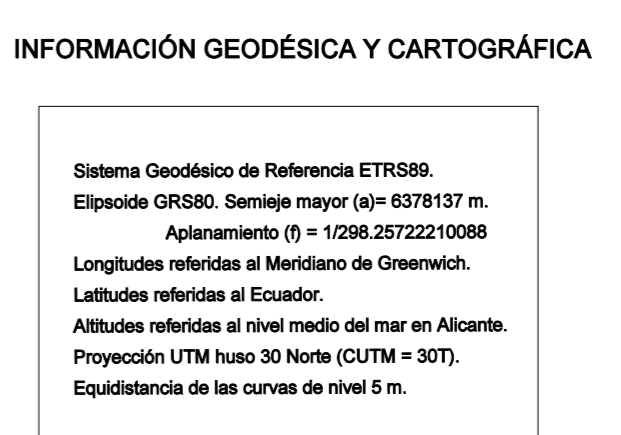 INFORMACIÓN GEODÉSICA Y CARTOGRÁFICA
Sistema Geodésico de Referencia ETRS89.
Elipsoide GRS80. Semieje mayor (a)= 6378137 m.
Aplanamiento (f) = 1/298.25722210088
Longitudes referidas al Meridiano de Greenwich.
Latitudes referidas al Ecuador.
Altitudes referidas al nivel medio del mar en Alicante.
Proyección UTM huso 30 Norte (CUTM = 30T).
Equidistancia de las curvas de nivel 5 m.